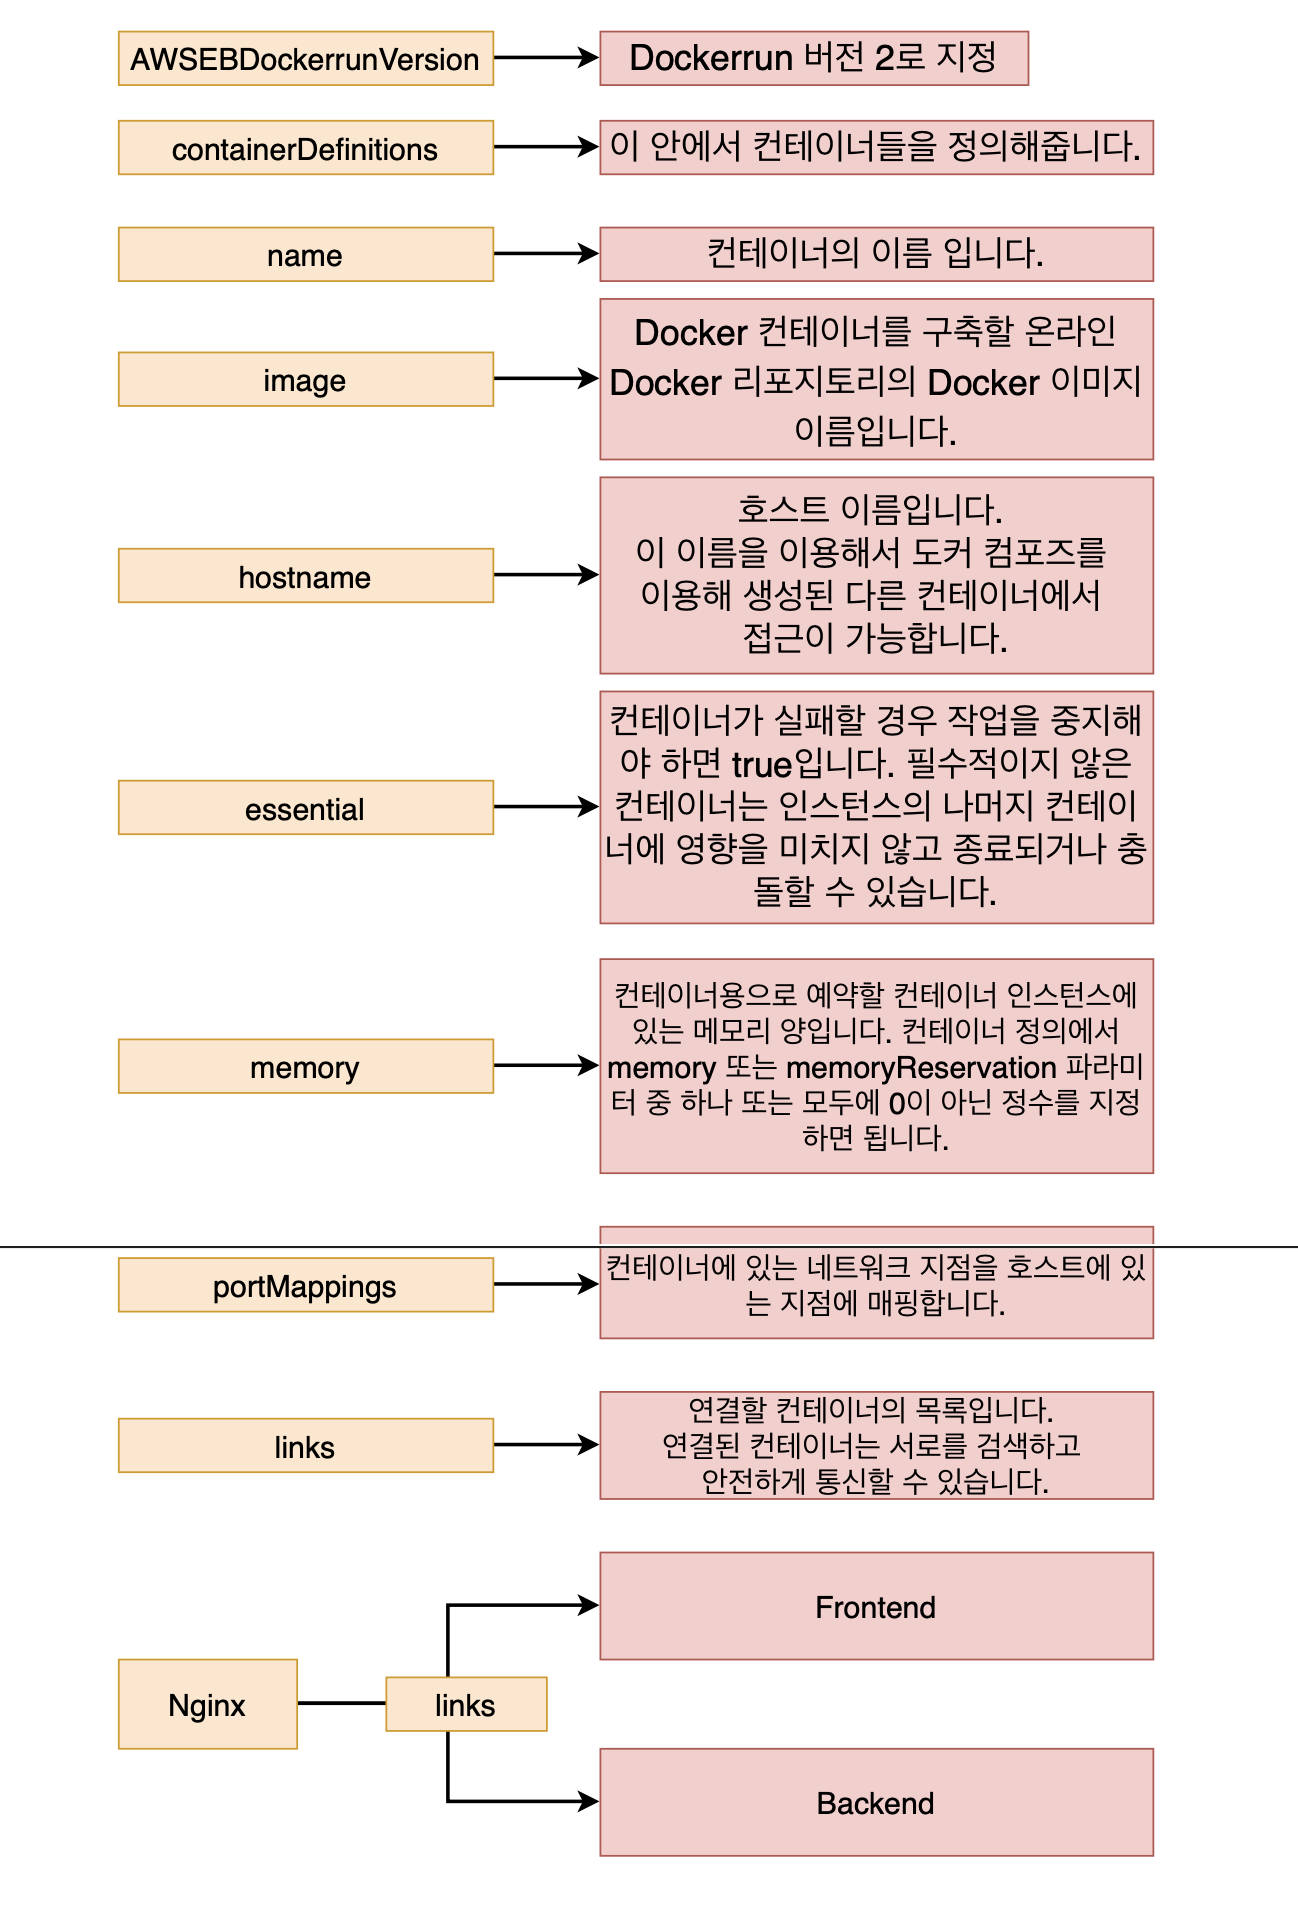 AWSEBDockerrunVersion
Dockerrun 버전 2로 지정
containerDefinitions
이 안에서 컨테이너들을 정의해줍니다.
name
컨테이너의 이름 입니다.
image
Docker 컨테이너를 구축할 온라인
Docker 리포지토리의 Docker 이미지
이름입니다.
hostname
호스트 이름입니다.
이 이름을 이용해서 도커 컴포즈를
이용해 생성된 다른 컨테이너에서
접근이 가능합니다.
essential
컨테이너가 실패할 경우 작업을 중지해
야 하면 true입니다. 필수적이지 않은
컨테이너는 인스턴스의 나머지 컨테이
너에 영향을 미치지 않고 종료되거나 충
돌할 수 있습니다.
memory
컨테이너용으로 예약할 컨테이너 인스턴스에
있는 메모리 양입니다. 컨테이너 정의에서
memory 또는 memoryReservation 파라미
터 중 하나 또는 모두에 0이 아닌 정수를 지정
하면 됩니다.
portMappings
컨테이너에 있는 네트워크 지점을 호스트에 있
는 지점에 매핑합니다.
links
연결할 컨테이너의 목록입니다.
연결된 컨테이너는 서로를 검색하고
안전하게 통신할 수 있습니다.
Frontend
Nginx
links
Backend